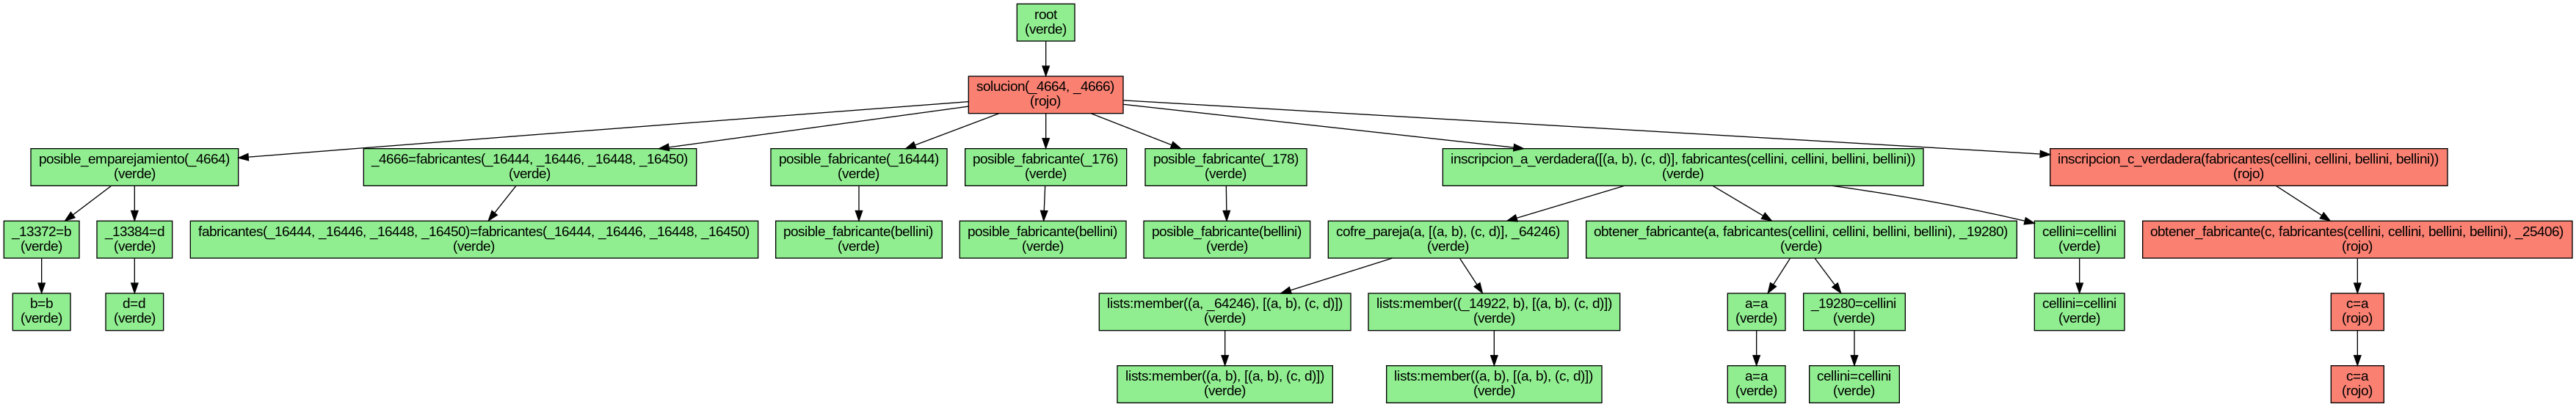 root
(verde)
solucion(_4664, _4666)
(rojo)
posible_emparejamiento(_4664)
(verde)
_4666=fabricantes(_16444, _16446, _16448, _16450)
(verde)
posible_fabricante(_16444)
(verde)
posible_fabricante(_176)
(verde)
posible_fabricante(_178)
(verde)
inscripcion_a_verdadera([(a, b), (c, d)], fabricantes(cellini, cellini, bellini, bellini))
(verde)
inscripcion_c_verdadera(fabricantes(cellini, cellini, bellini, bellini))
(rojo)
_13372=b
(verde)
_13384=d
(verde)
fabricantes(_16444, _16446, _16448, _16450)=fabricantes(_16444, _16446, _16448, _16450)
(verde)
posible_fabricante(bellini)
(verde)
posible_fabricante(bellini)
(verde)
posible_fabricante(bellini)
(verde)
cofre_pareja(a, [(a, b), (c, d)], _64246)
(verde)
obtener_fabricante(a, fabricantes(cellini, cellini, bellini, bellini), _19280)
(verde)
cellini=cellini
(verde)
obtener_fabricante(c, fabricantes(cellini, cellini, bellini, bellini), _25406)
(rojo)
b=b
(verde)
d=d
(verde)
lists:member((a, _64246), [(a, b), (c, d)])
(verde)
lists:member((_14922, b), [(a, b), (c, d)])
(verde)
a=a
(verde)
_19280=cellini
(verde)
cellini=cellini
(verde)
c=a
(rojo)
lists:member((a, b), [(a, b), (c, d)])
(verde)
lists:member((a, b), [(a, b), (c, d)])
(verde)
a=a
(verde)
cellini=cellini
(verde)
c=a
(rojo)